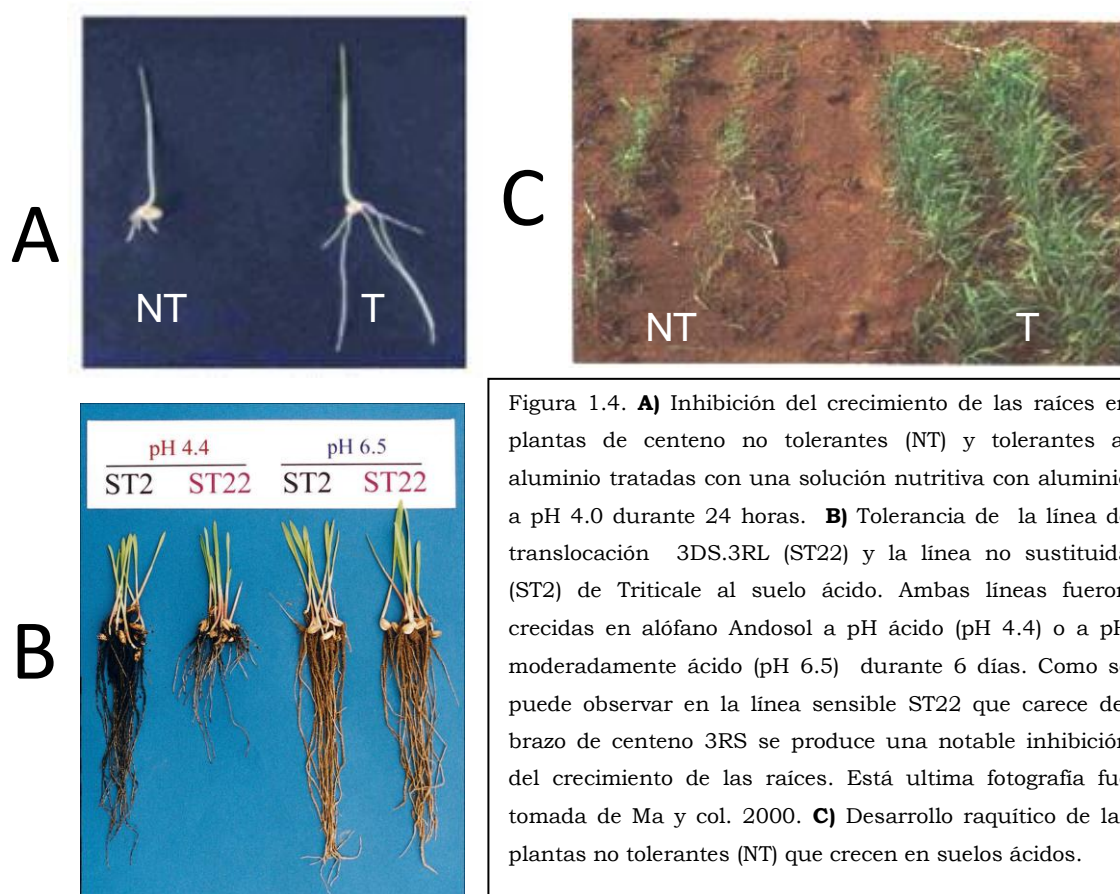 A
NT T
C
NT T
B
pH 4.4 pH 6.5
ST2 ST22 ST2 ST22
Figura 1.4. A) Inhibición del crecimiento de las raíces en
plantas de centeno no tolerantes (NT) y tolerantes a
aluminio tratadas con una solución nutritiva con aluminio
a pH 4.0 durante 24 horas. B) Tolerancia de la línea de
translocación 3DS.3RL (ST22) y la línea no sustituida
(ST2) de Triticale al suelo ácido. Ambas líneas fueron
crecidas en alófano Andosol a pH ácido (pH 4.4) o a pH
moderadamente ácido (pH 6.5) durante 6 días. Como se
puede observar en la línea sensible ST22 que carece de
brazo de centeno 3RS se produce una notable inhibición
del crecimiento de las raíces. Está ultima fotografía fu
tomada de Ma y col. 2000. C) Desarrollo raquítico de la
plantas no tolerantes (NT) que crecen en suelos ácidos.